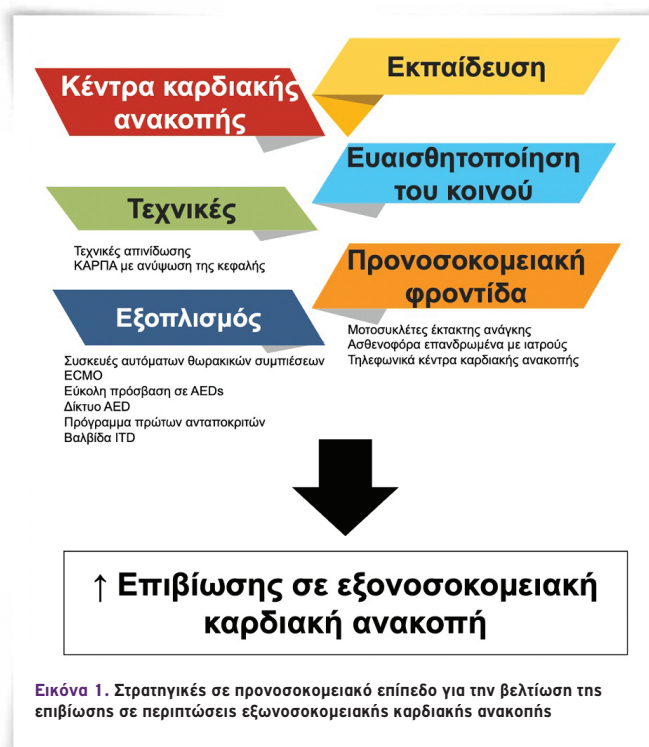 Κέντρα καρδιακής
ανακοπής
Εκπαίδευση
Ευαισθητοποίηση
του κοινού
Τεχνικές
Τεχνικές απινίδωσης
ΚΑΡΠΑ με ανύψωση της κεφαλής
Προνοσοκομειακή
φροντίδα
Μοτοσυκλέτες έκτακτης ανάγκης
Ασθενοφόρα επανδρωμένα με ιατρούς
Τηλεφωνικά κέντρα καρδιακής ανακοπής
Εξοπλισμός
Συσκευές αυτόματων θωρακικών συμπιέσεων
ECMO
Εύκολη πρόσβαση σε AEDs
Δίκτυο AED
Πρόγραμμα πρώτων ανταποκριτών
Βαλβίδα ITD
↑ Επιβίωσης σε εξονοσοκομειακή
καρδιακή ανακοπή
Εικόνα 1. Στρατηγικές σε προνοσοκομειακό επίπεδο για την βελτίωση της
επιβίωσης σε περιπτώσεις εξωνοσοκομειακής καρδιακής ανακοπής